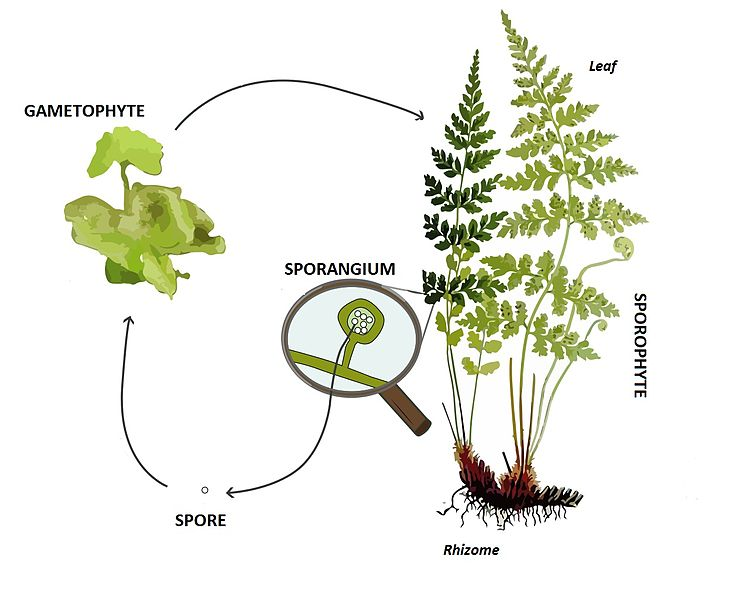 Leaf
GAMETOPHYTE
SPORANGIUM
SPOROPHYTE
SPORE
Rhizome